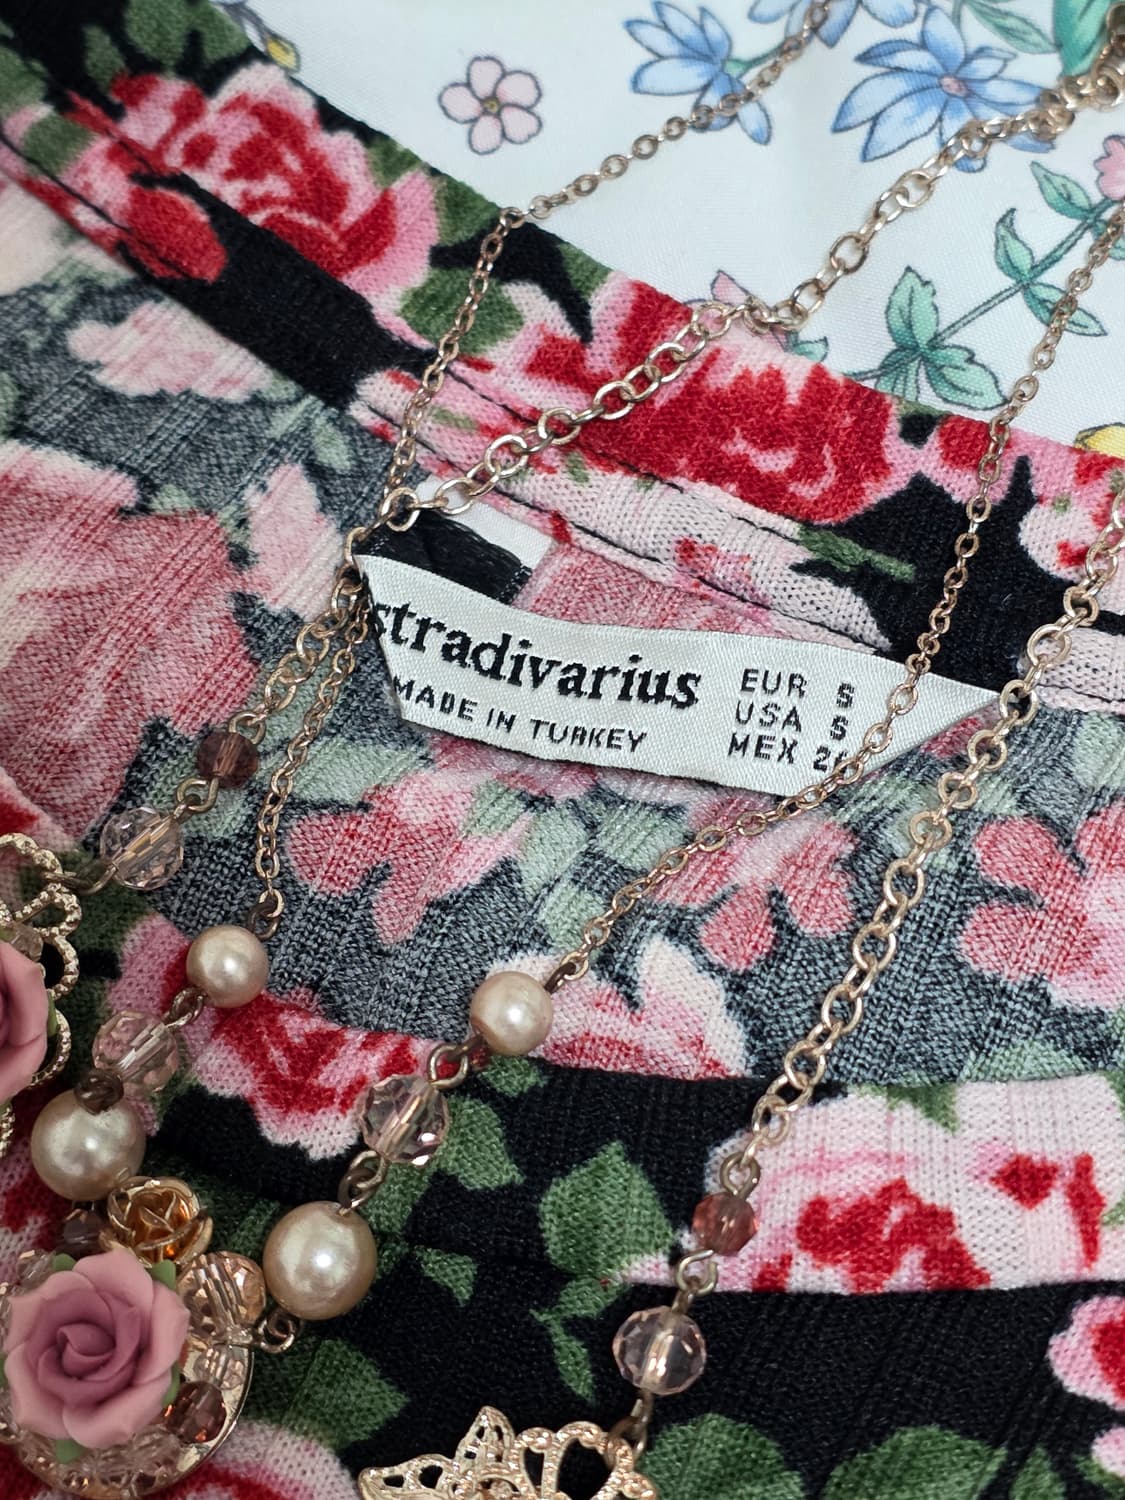 stradivarius
MADE IN TURKEY
EUR S
USA S
MEX